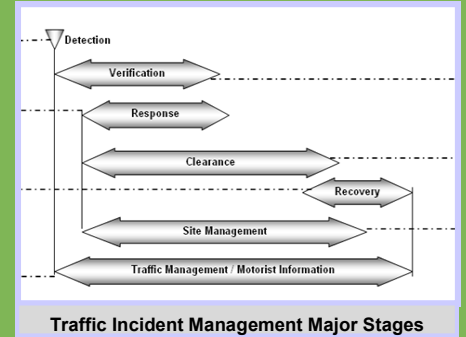 Detection
Verification
Response
Clearance
Recovery
Site Management
Traffic Management / Motorist Information
Traffic Incident Management Major Stages